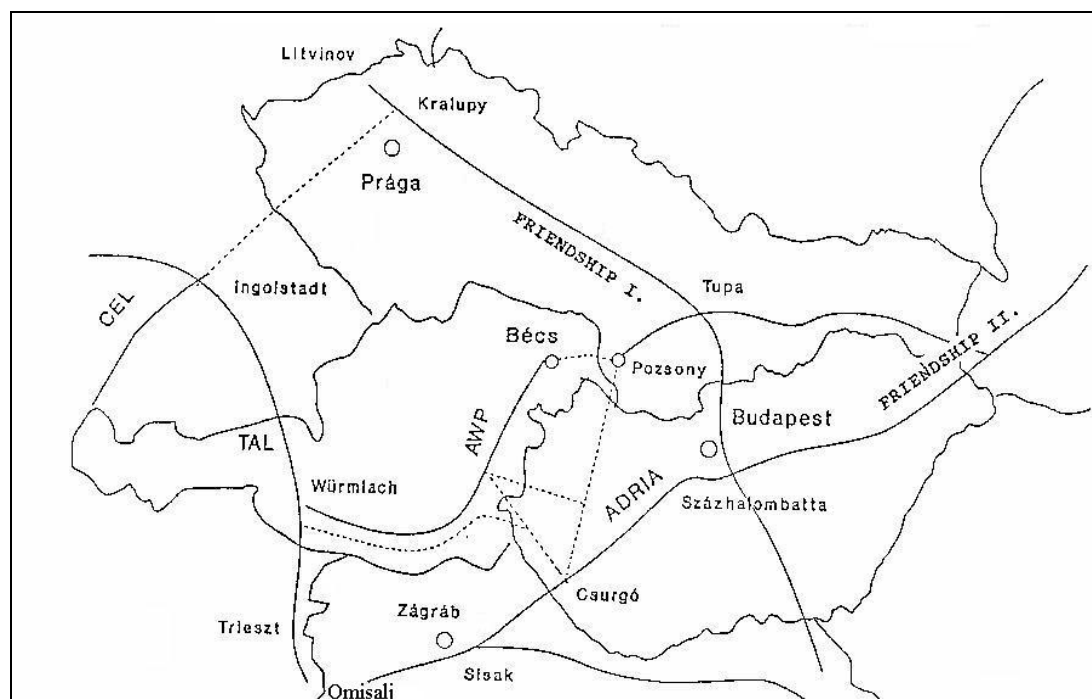 Litvinov
Kralupy
Prága
FRIENDSHIP I.
CEL
Ingolstadt
Tupa
FRIENDSHIP II.
Bécs
Pozsony
Budapest
TAL
AWP
ADRIA
Würmlach
Százhalombatta
Csurgó
Zágráb
Trieszt
Sisak
Omisalj